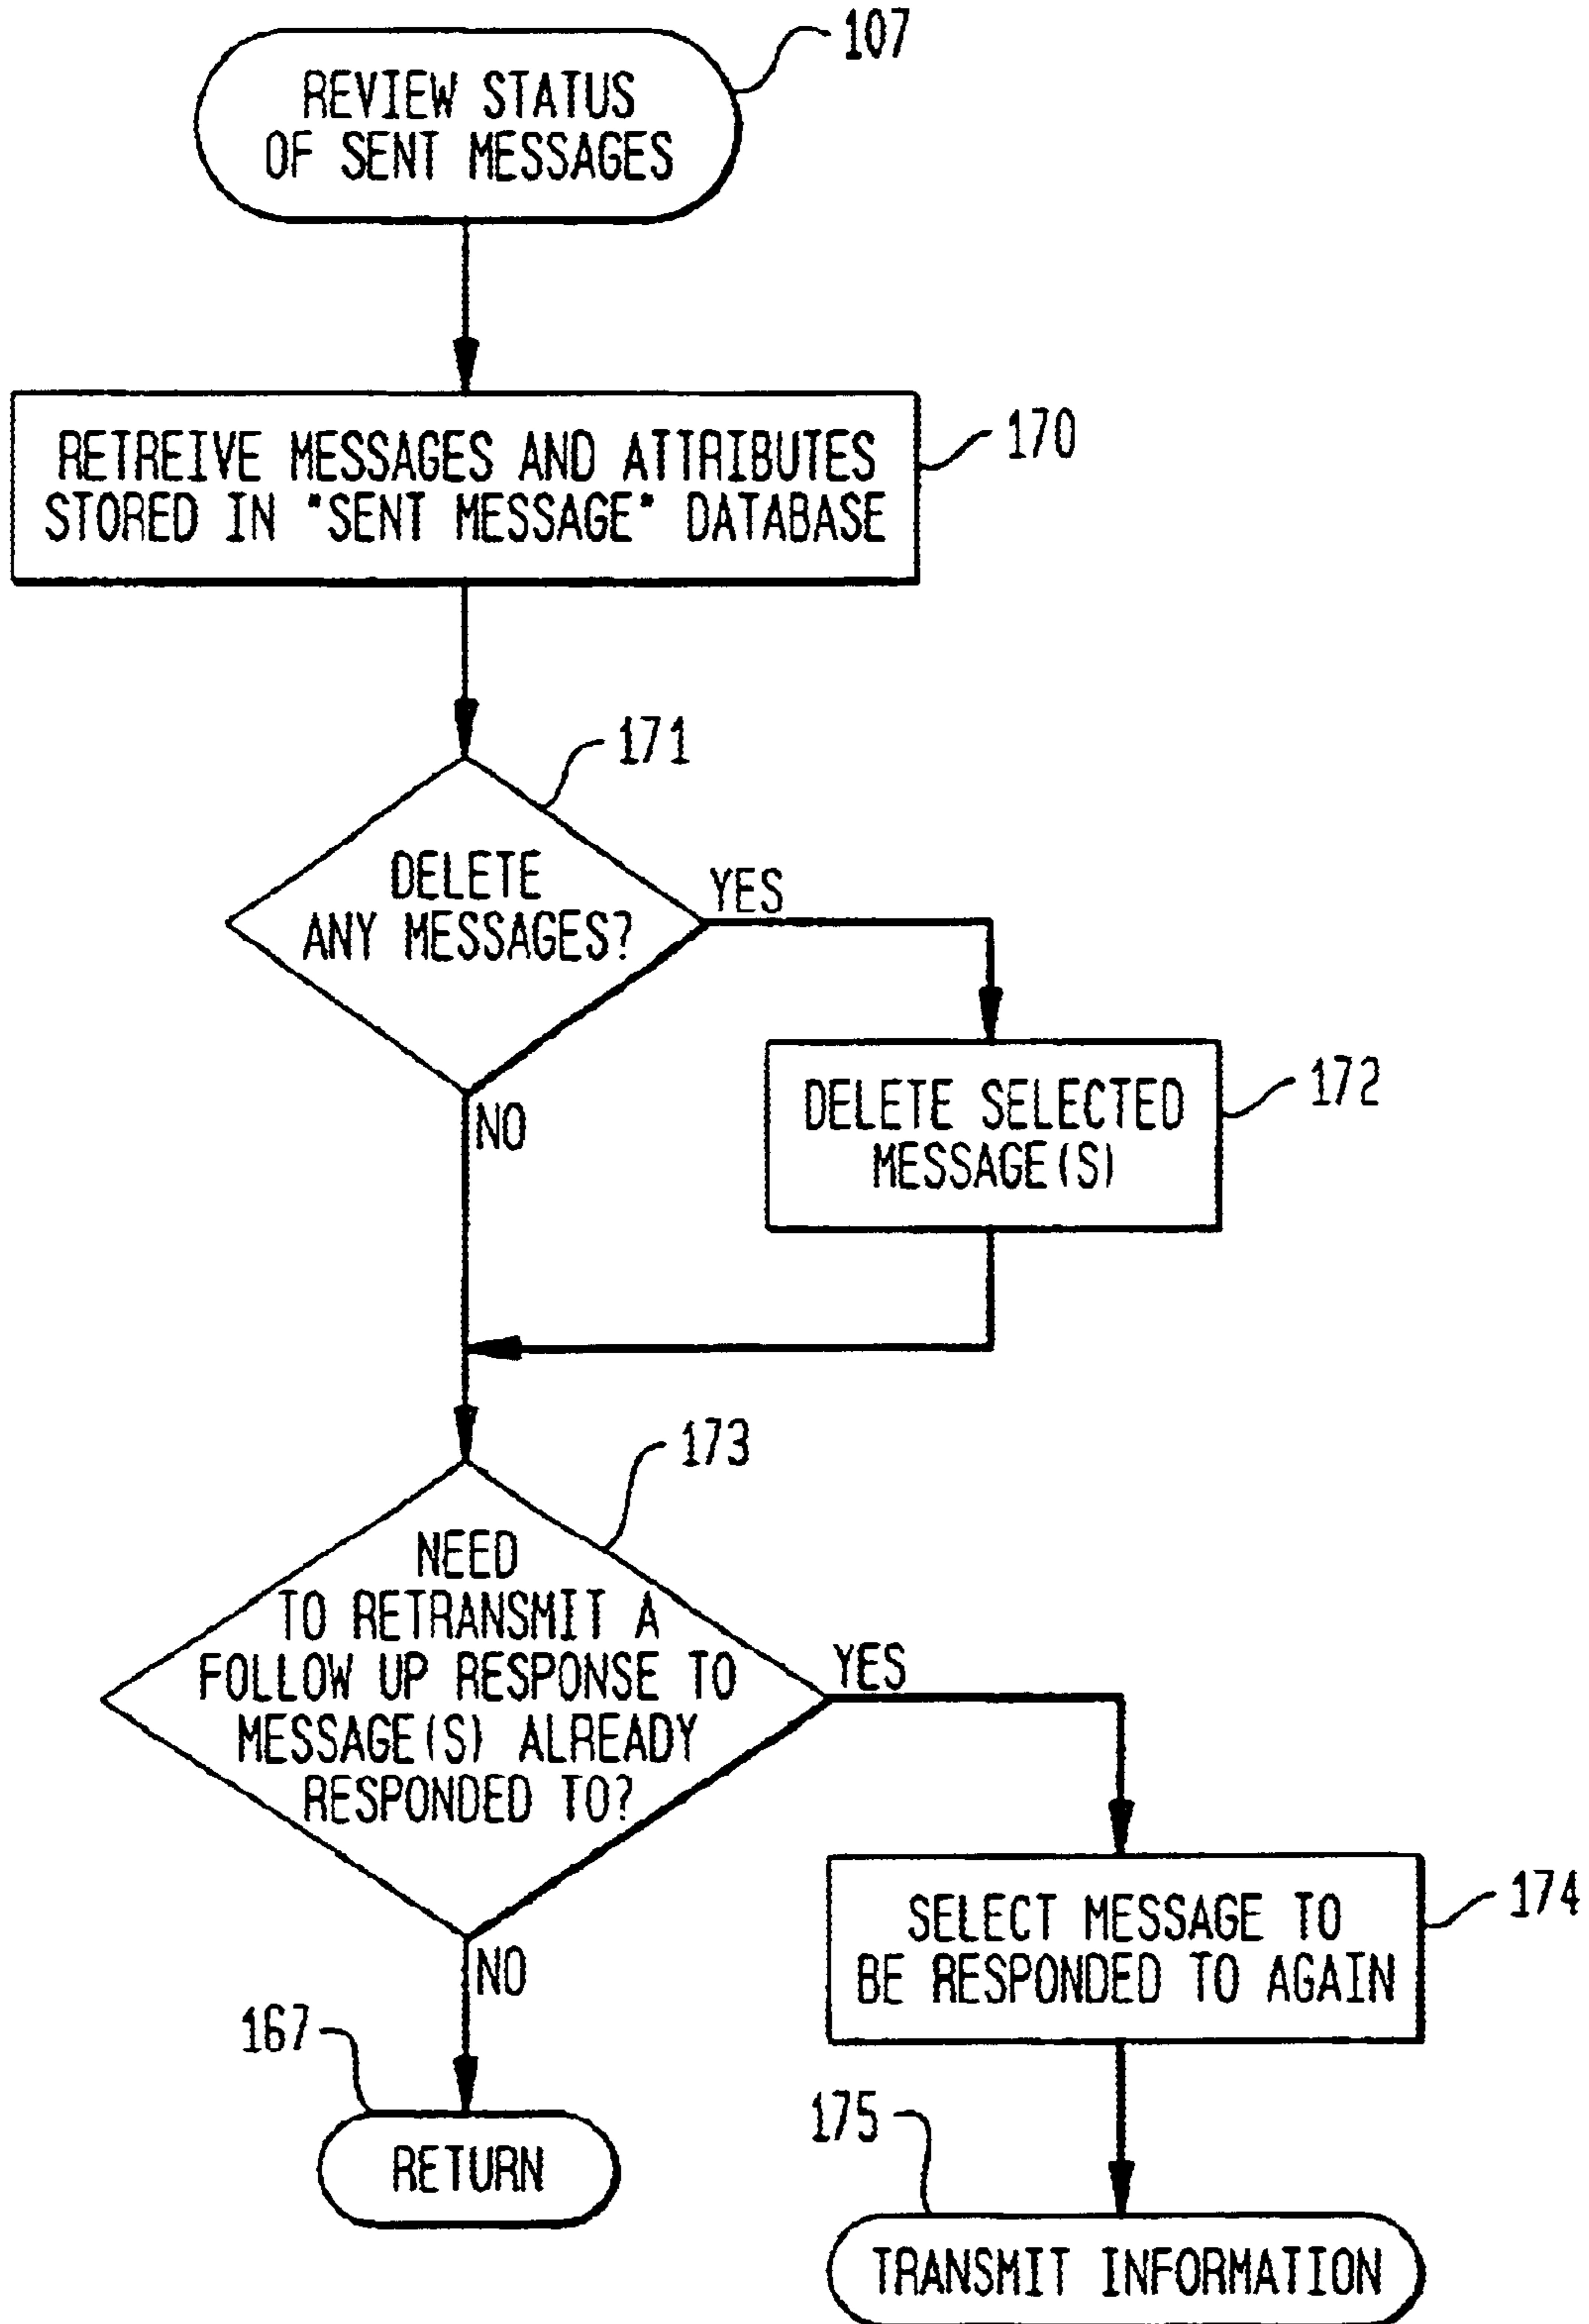 107
REVIEW STATUS
OF SENT MESSAGES
170
RETREIVE MESSAGES AND ATTRIBUTES
STORED IN "SENT MESSAGE" DATABASE
171
DELETE
ANY MESSAGES?
YES
NO
172
DELETE SELECTED
MESSAGE(S)
173
NEED
TO RETRANSMIT A
FOLLOW UP RESPONSE TO
MESSAGE(S) ALREADY
RESPONDED TO?
YES
NO
174
SELECT MESSAGE TO
BE RESPONDED TO AGAIN
167
RETURN
175
TRANSMIT INFORMATION